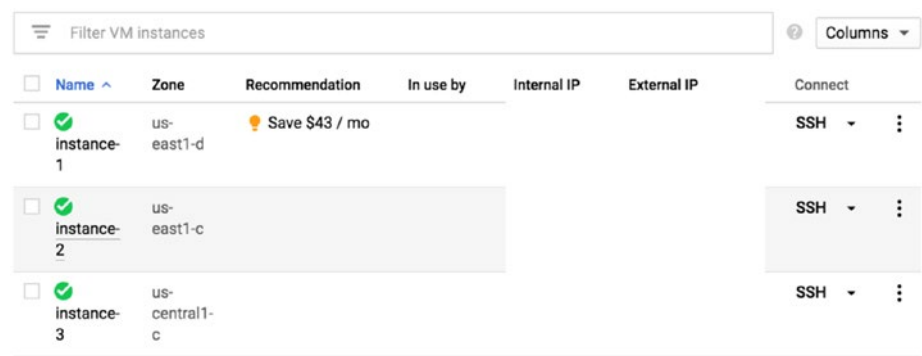 Filter VM instances
Columns
Name
Zone
Recommendation
In use by
Internal IP
External IP
Connect
instance-
1
us-
east1-d
Save $43 / mo
SSH
instance-
2
us-
east1-c
SSH
instance-
3
us-
central1-
c
SSH